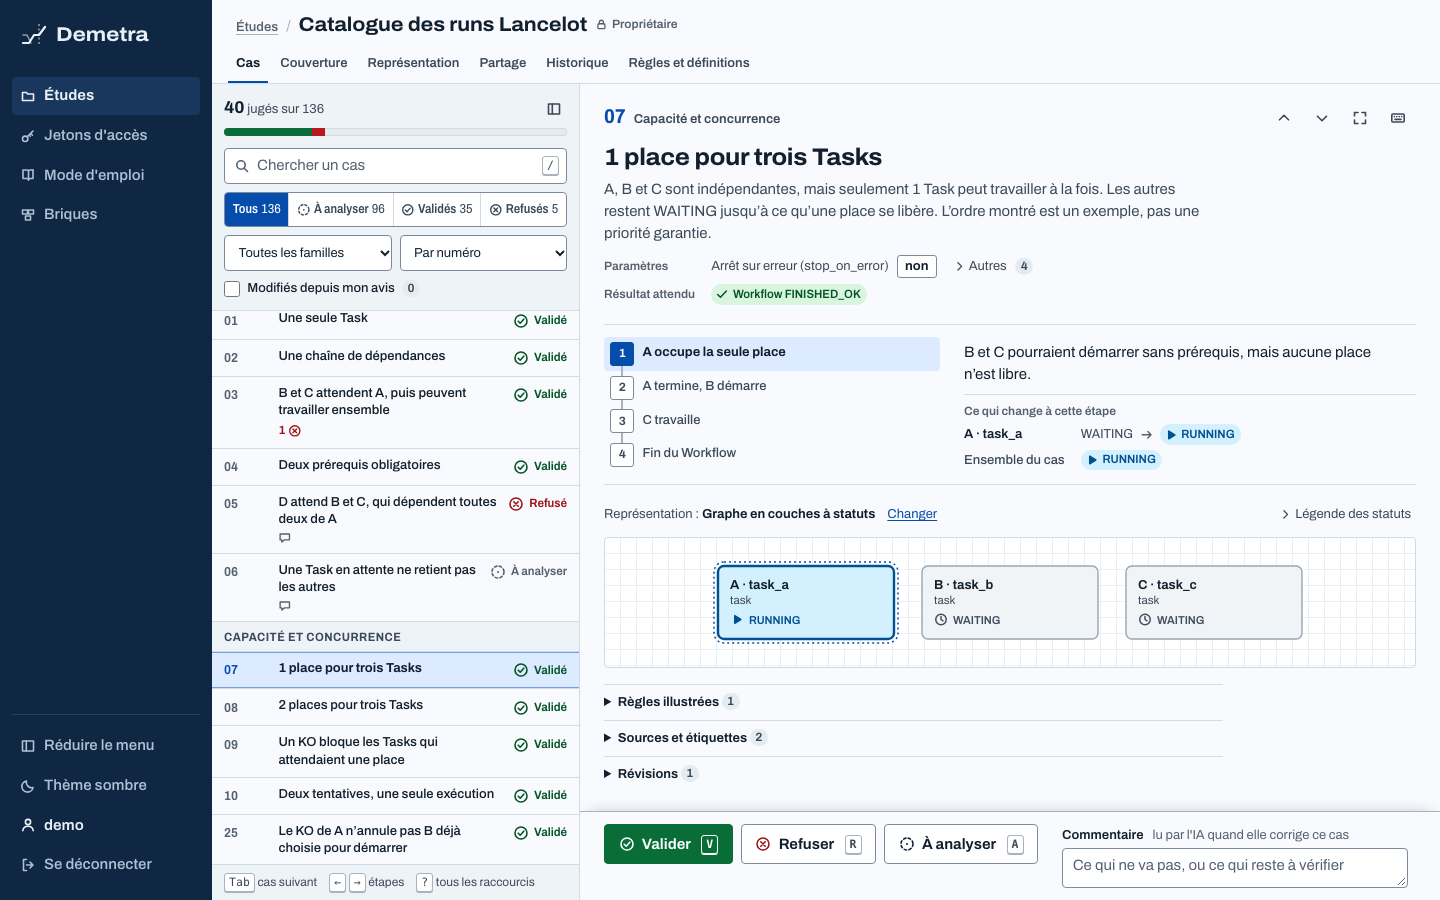 Demetra
Études
Jetons d'accès
Mode d'emploi
Briques
Réduire le menu
Thème sombre
demo
Se déconnecter
Études / Catalogue des runs Lancelot Propriétaire
Cas Couverture Représentation Partage Historique Règles et définitions
40 jugés sur 136
Chercher un cas /
Tous 136 À analyser 96 Validés 35 Refusés 5
Toutes les familles Par numéro
Modifiés depuis mon avis 0
01 Une seule Task Validé
02 Une chaîne de dépendances Validé
03 B et C attendent A, puis peuvent Validé
travailler ensemble
1
04 Deux prérequis obligatoires Validé
05 D attend B et C, qui dépendent toutes Refusé
deux de A
06 Une Task en attente ne retient pas À analyser
les autres
CAPACITÉ ET CONCURRENCE
07 1 place pour trois Tasks Validé
08 2 places pour trois Tasks Validé
09 Un KO bloque les Tasks qui Validé
attendaient une place
10 Deux tentatives, une seule exécution Validé
25 Le KO de A n’annule pas B déjà Validé
choisie pour démarrer
Tab cas suivant ← → étapes ? tous les raccourcis
07 Capacité et concurrence
1 place pour trois Tasks
A, B et C sont indépendantes, mais seulement 1 Task peut travailler à la fois. Les autres
restent WAITING jusqu’à ce qu’une place se libère. L’ordre montré est un exemple, pas une
priorité garantie.
Paramètres Arrêt sur erreur (stop_on_error) non Autres 4
Résultat attendu Workflow FINISHED_OK
1 A occupe la seule place
2 A termine, B démarre
3 C travaille
4 Fin du Workflow
B et C pourraient démarrer sans prérequis, mais aucune place
n’est libre.
Ce qui change à cette étape
A · task_a WAITING → RUNNING
Ensemble du cas RUNNING
Représentation : Graphe en couches à statuts Changer Légende des statuts
A · task_a
task
RUNNING
B · task_b
task
WAITING
C · task_c
task
WAITING
Règles illustrées 1
Sources et étiquettes 2
Révisions 1
Valider V Refuser R À analyser A
Commentaire lu par l'IA quand elle corrige ce cas
Ce qui ne va pas, ou ce qui reste à vérifier